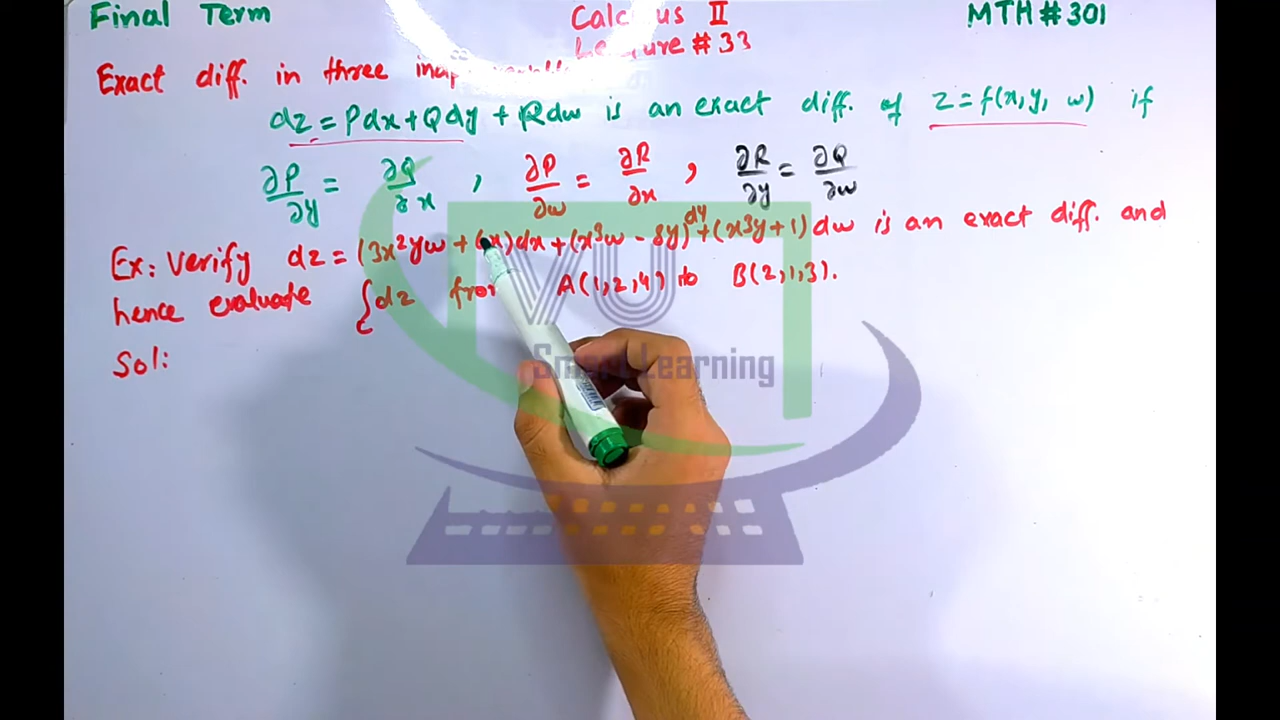 Final Term Calculus II MTH # 301
Lecture # 33
Exact diff. in three
dz = Pdx + Qdy + Rdw is an exact diff. of z = f(x, y, w) if
∂P/∂y = ∂Q/∂x , ∂P/∂w = ∂R/∂x , ∂R/∂y = ∂Q/∂w
Ex: Verify dz = (3x²yw + 6x)dx + (x³w - 8y)dy + (x³y + 1)dw is an exact diff. and
hence evaluate ∫dz from A(1,2,4) to B(2,1,3).
Sol:
VU
Smart Learning